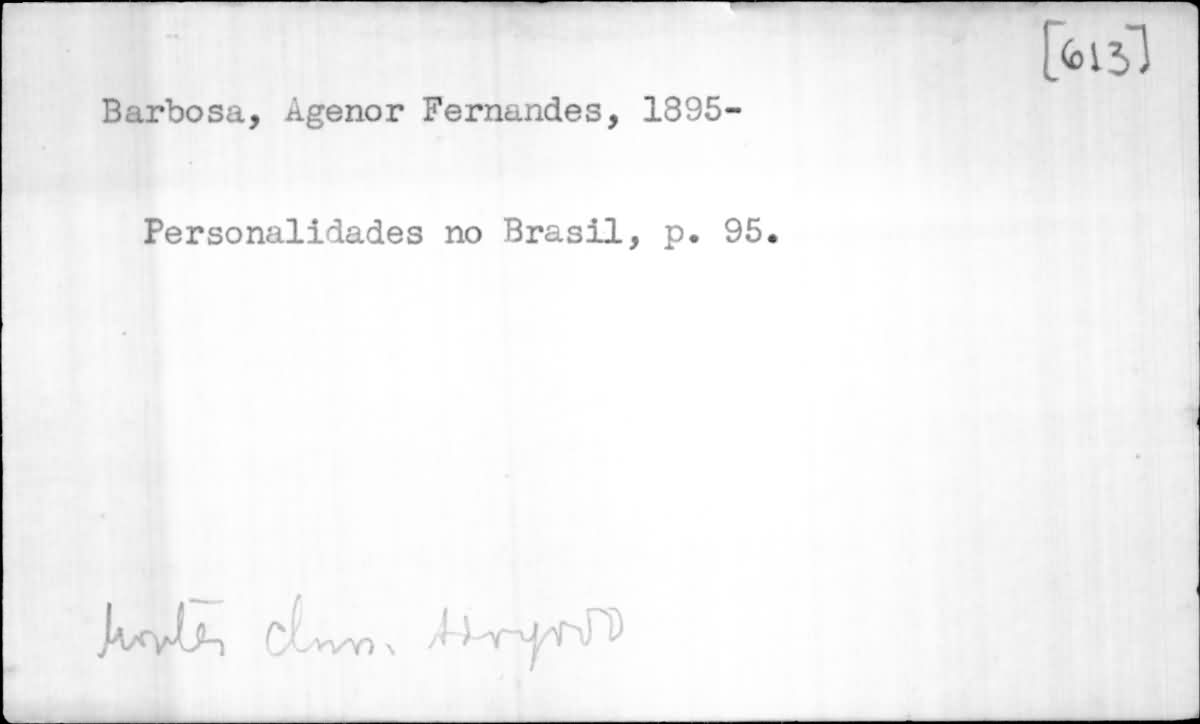 [613]
Barbosa, Agenor Fernandes, 1895-
Personalidades no Brasil, p. 95.